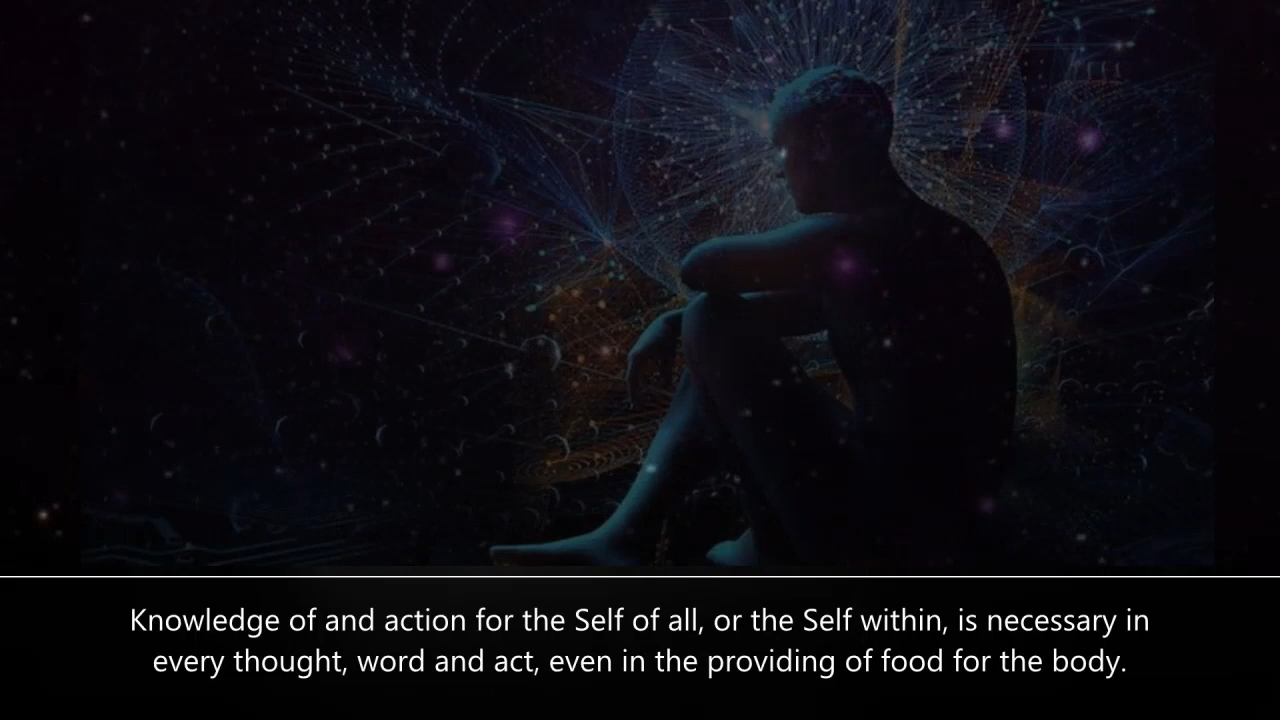 Knowledge of and action for the Self of all, or the Self within, is necessary in
every thought, word and act, even in the providing of food for the body.